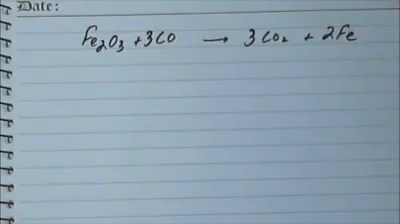 Date:
Fe₂O₃ + 3CO → 3CO₂ + 2Fe